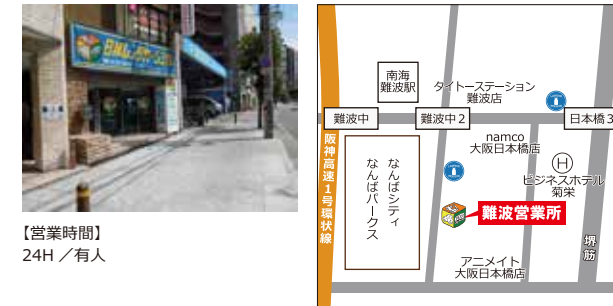 【営業時間】
24H ／有人
南海
難波駅
タイトーステーション
難波店
難波中
難波中2
日本橋3
namco
大阪日本橋店
阪神高速1号環状線
なんばシティ
なんばパークス
H
ビジネスホテル
菊栄
難波営業所
堺筋
アニメイト
大阪日本橋店